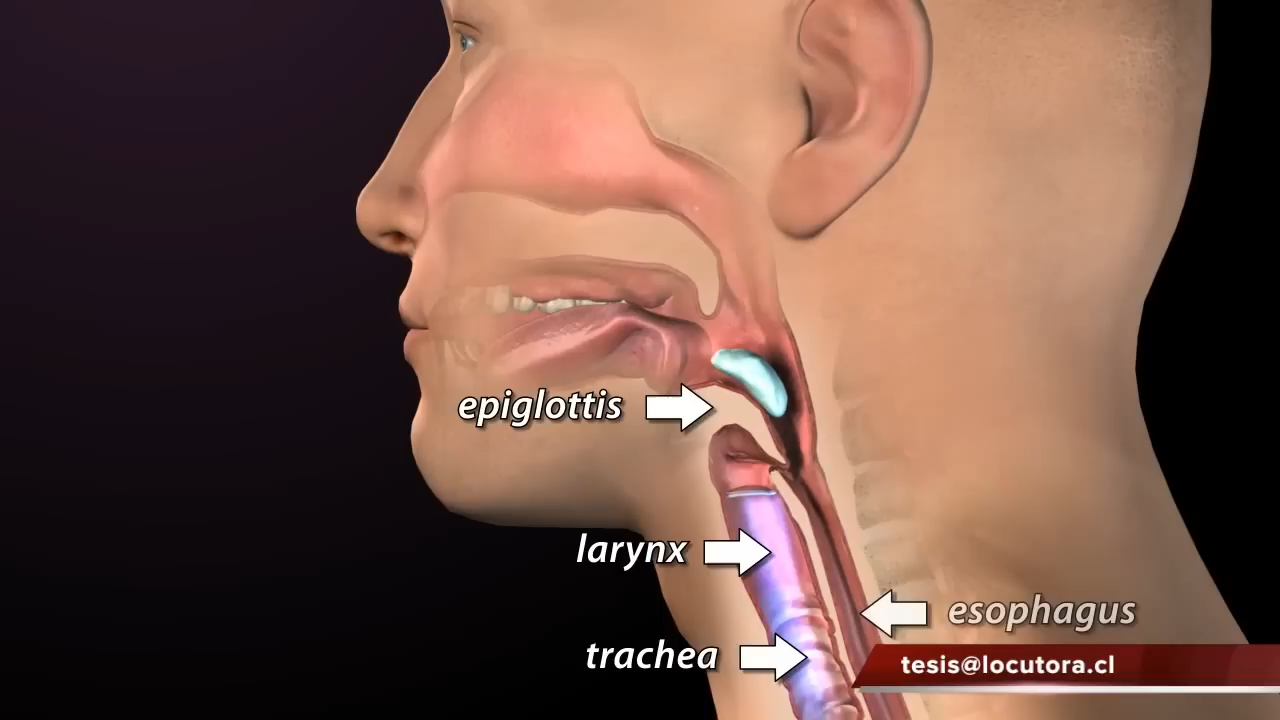 epiglottis
larynx
esophagus
trachea
tesis@locutora.cl